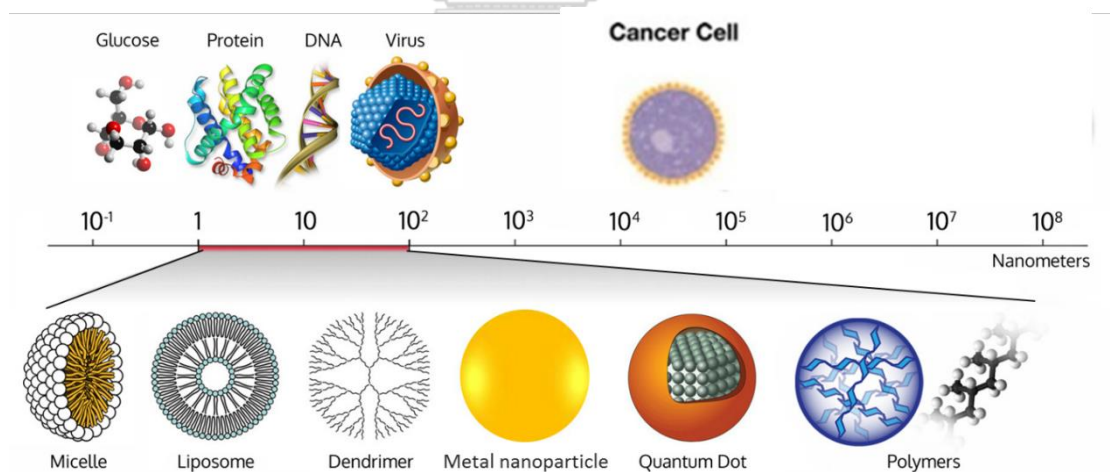 Glucose Protein DNA Virus
Cancer Cell
10⁻¹ 1 10 10² 10³ 10⁴ 10⁵ 10⁶ 10⁷ 10⁸
Nanometers
Micelle Liposome Dendrimer Metal nanoparticle Quantum Dot Polymers